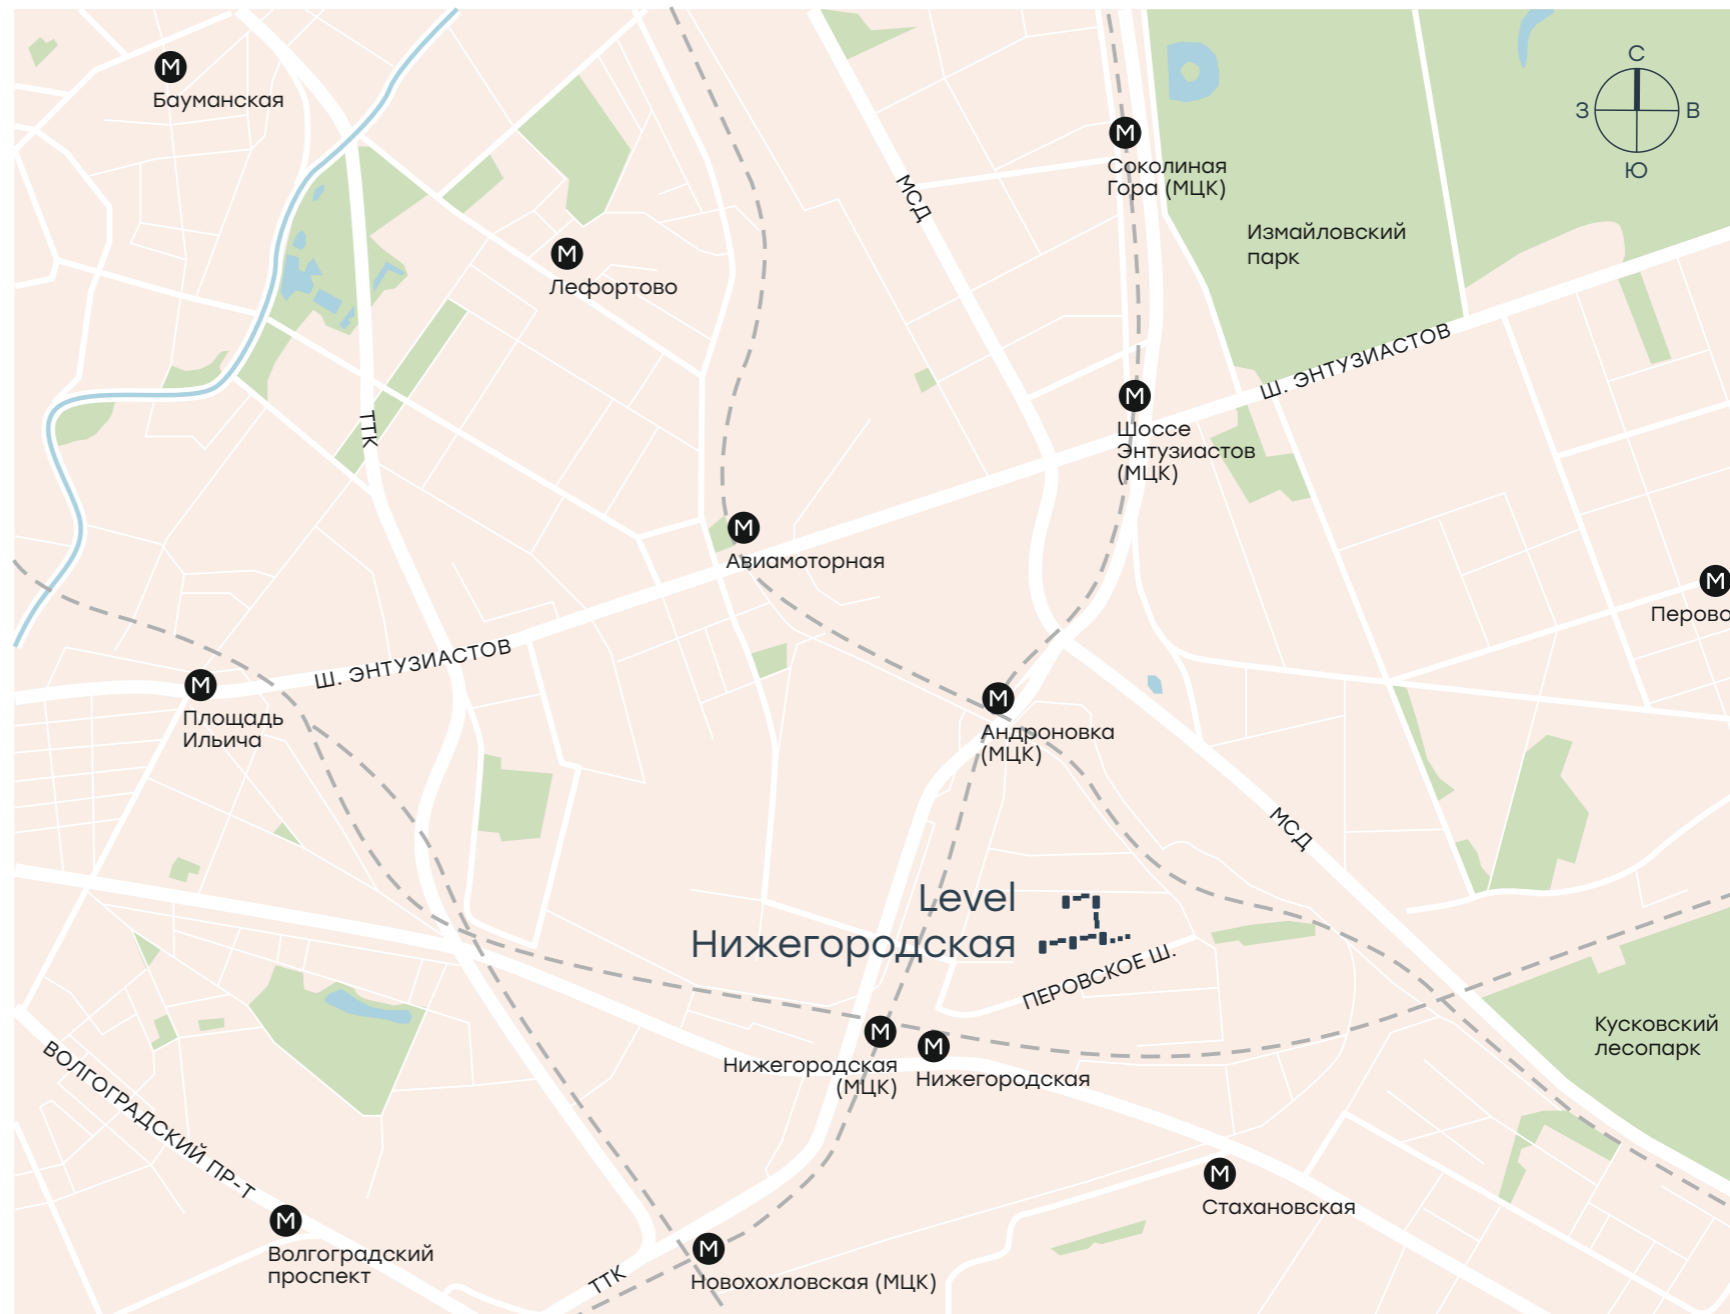 М
Бауманская
С
З
В
Ю
М
Соколиная
Гора (МЦК)
МСД
Измайловский
парк
М
Лефортово
Ш. ЭНТУЗИАСТОВ
М
Шоссе
Энтузиастов
(МЦК)
ТТК
М
Авиамоторная
М
Перово
Ш. ЭНТУЗИАСТОВ
М
Площадь
Ильича
М
Андроновка
(МЦК)
МСД
Level
Нижегородская
ПЕРОВСКОЕ Ш.
Кусковский
лесопарк
М
Нижегородская
(МЦК)
М
Нижегородская
ВОЛГОГРАДСКИЙ ПР-Т
М
Стахановская
М
Волгоградский
проспект
М
Новохохловская (МЦК)
ТТК